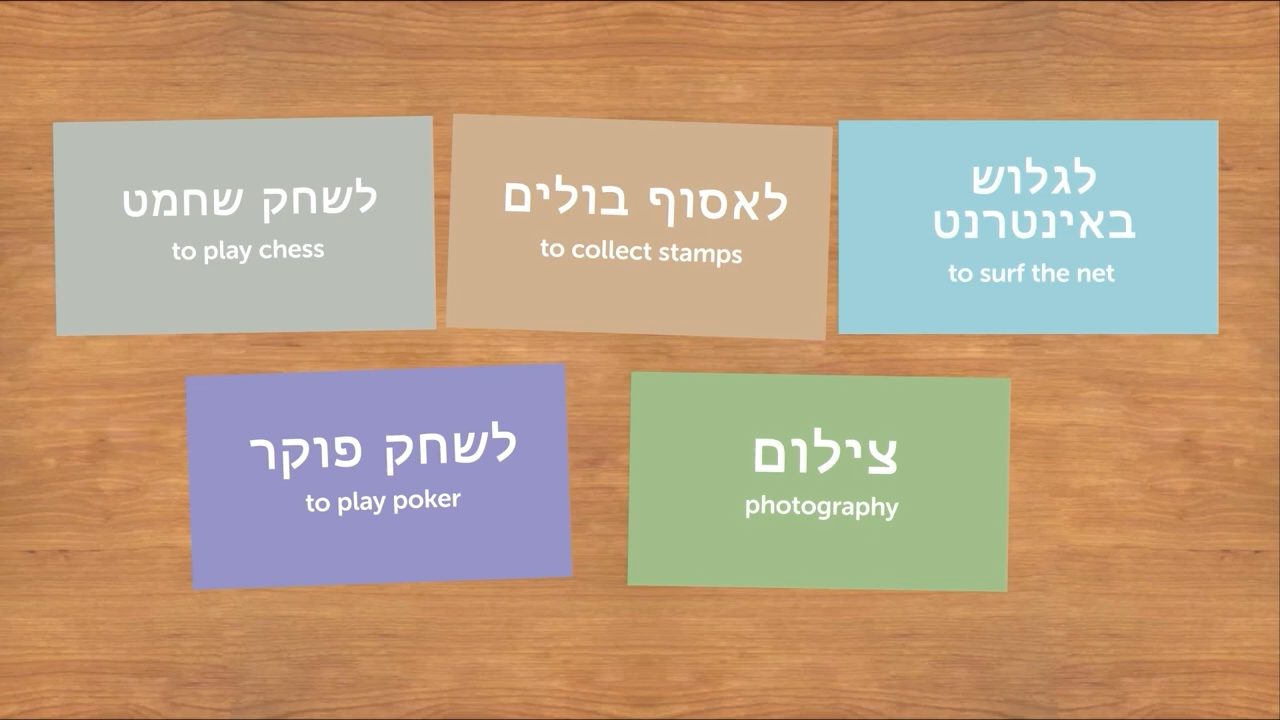 לשחק שחמט
to play chess
לאסוף בולים
to collect stamps
לגלוש
באינטרנט
to surf the net
לשחק פוקר
to play poker
צילום
photography